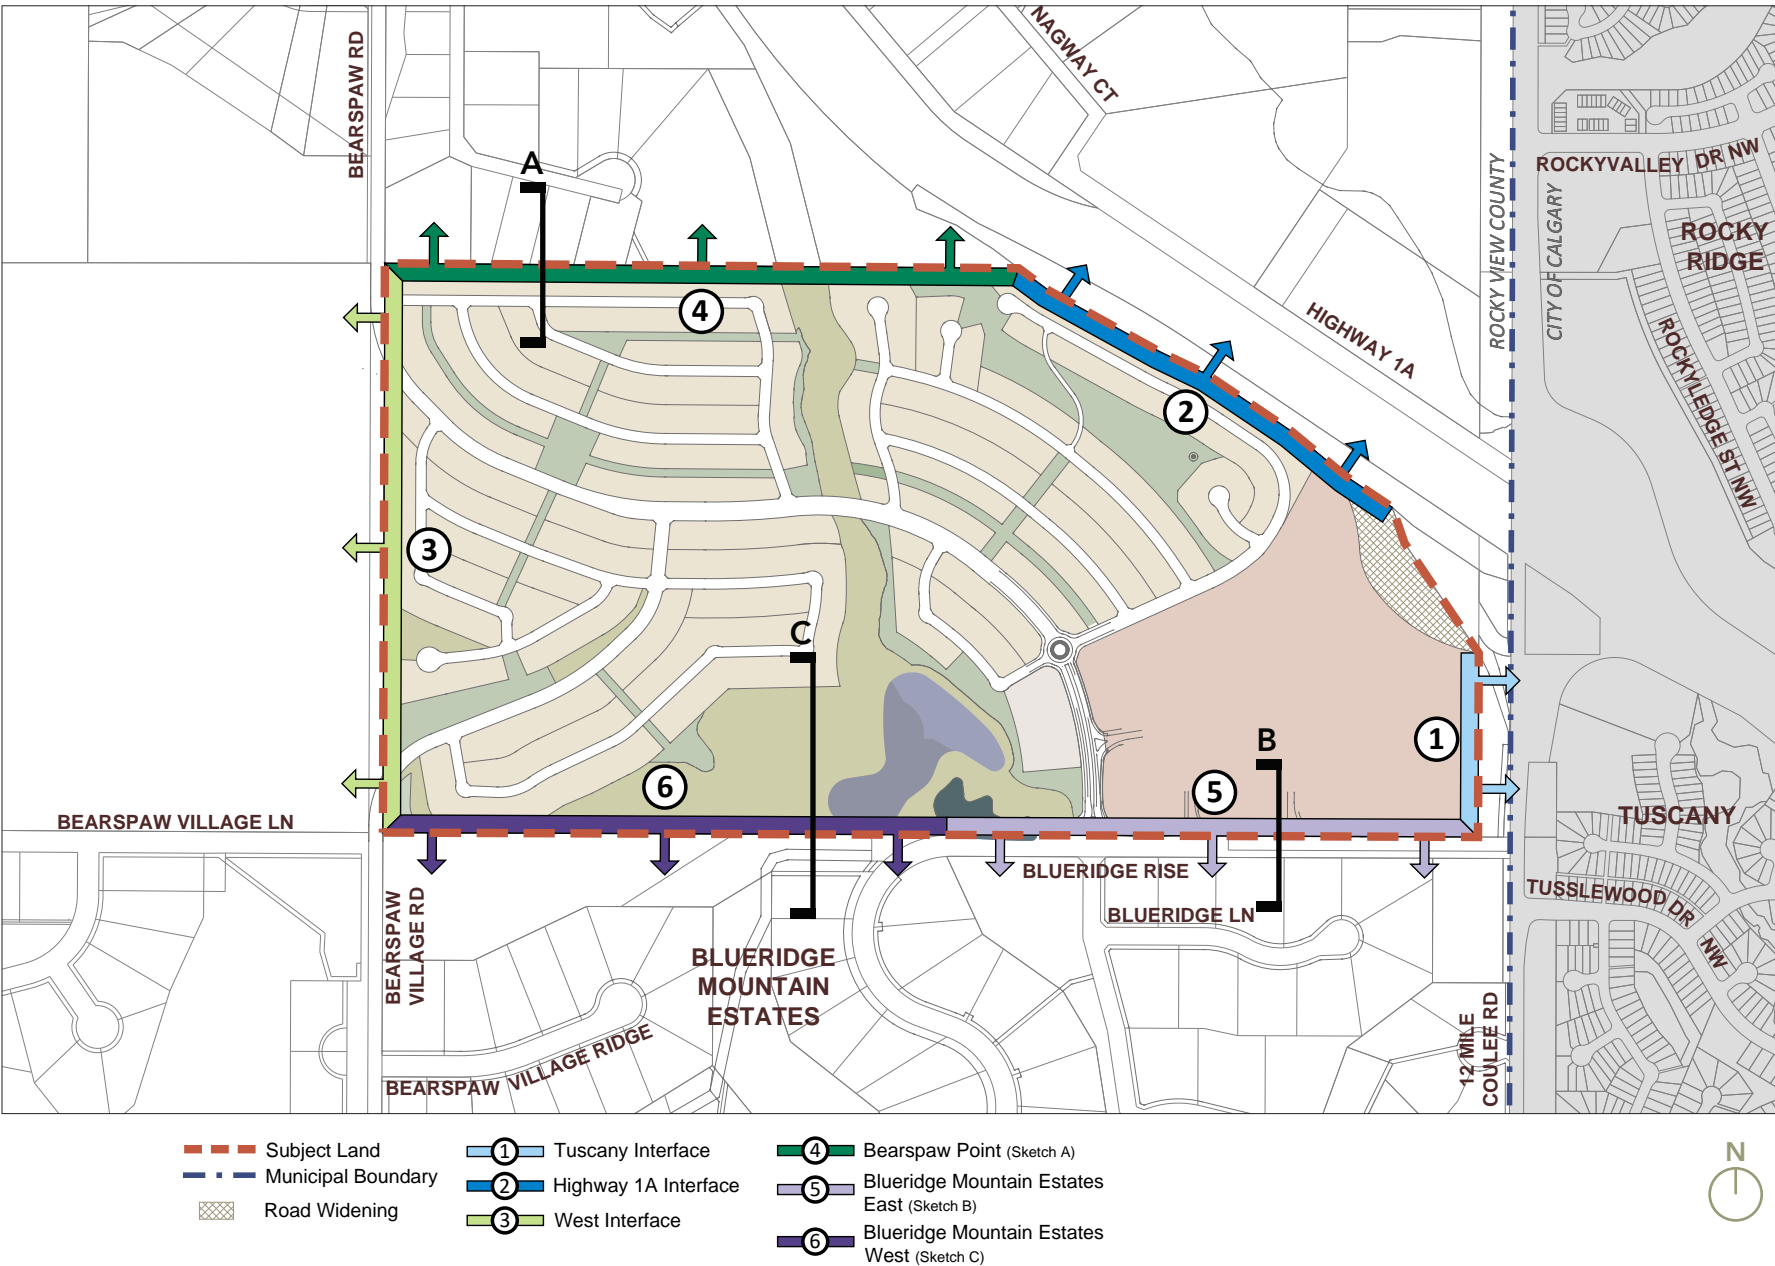 BEARSPAW RD
NAGWAY CT
ROCKYVALLEY DR NW
ROCKY VIEW COUNTY
CITY OF CALGARY
ROCKY
RIDGE
A
HIGHWAY 1A
ROCKYLEDGE ST NW
4
2
3
C
B
1
6
5
BEARSPAW VILLAGE LN
TUSCANY
BLUERIDGE RISE
TUSSLEWOOD DR NW
BLUERIDGE LN
BEARSPAW
VILLAGE RD
BLUERIDGE
MOUNTAIN
ESTATES
12 MILE
COULEE RD
BEARSPAW VILLAGE RIDGE
Subject Land
Municipal Boundary
Road Widening
1 Tuscany Interface
2 Highway 1A Interface
3 West Interface
4 Bearspaw Point (Sketch A)
5 Blueridge Mountain Estates
East (Sketch B)
6 Blueridge Mountain Estates
West (Sketch C)
N